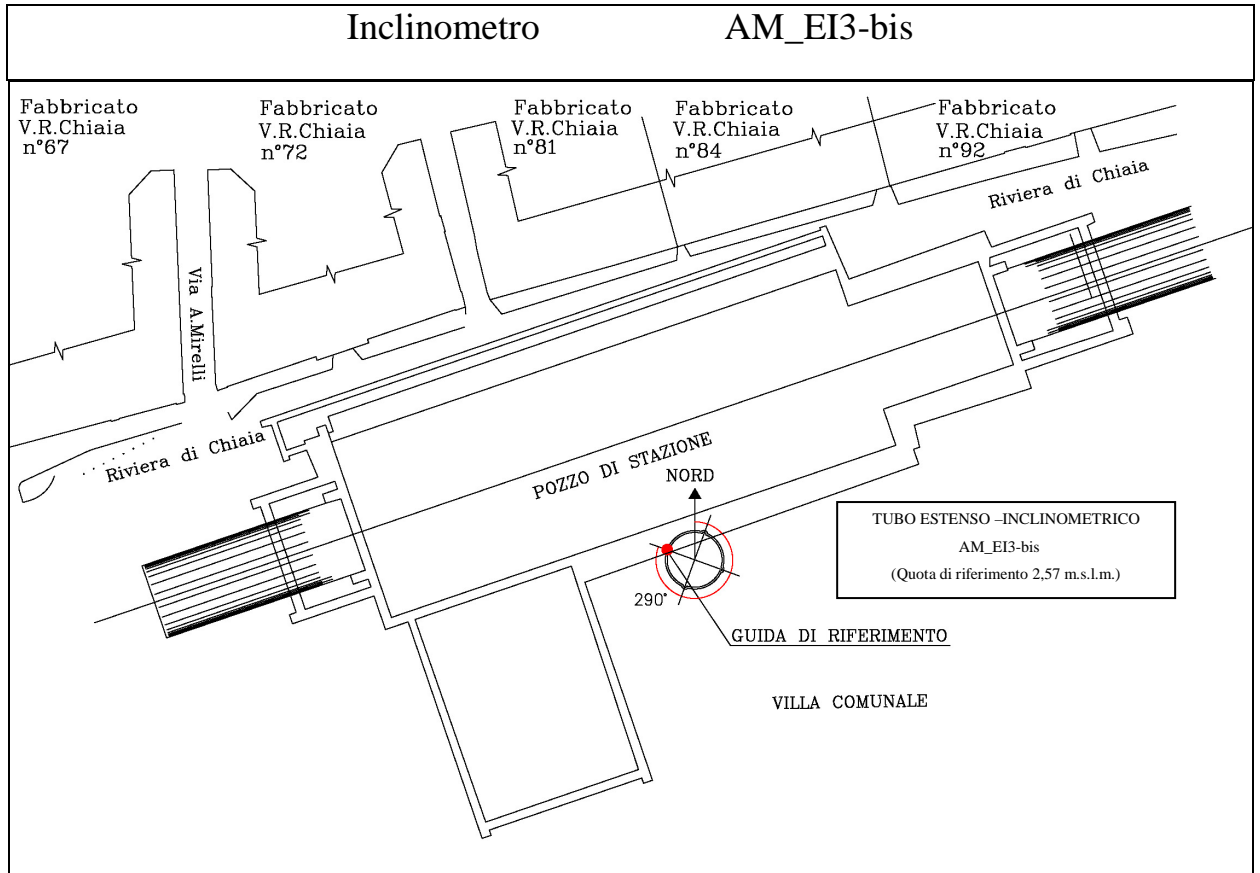 Inclinometro AM_EI3-bis
Fabbricato
V.R.Chiaia
n°67
Fabbricato
V.R.Chiaia
n°72
Fabbricato
V.R.Chiaia
n°81
Fabbricato
V.R.Chiaia
n°84
Fabbricato
V.R.Chiaia
n°92
Riviera di Chiaia
Via A.Mirelli
Riviera di Chiaia
POZZO DI STAZIONE
NORD
TUBO ESTENSO –INCLINOMETRICO
AM_EI3-bis
(Quota di riferimento 2,57 m.s.l.m.)
290°
GUIDA DI RIFERIMENTO
VILLA COMUNALE